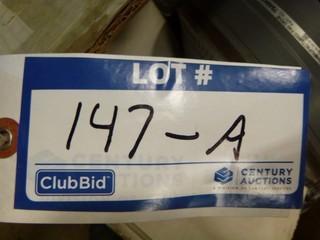 LOT #
147-A
ClubBid
CENTURY
AUCTIONS